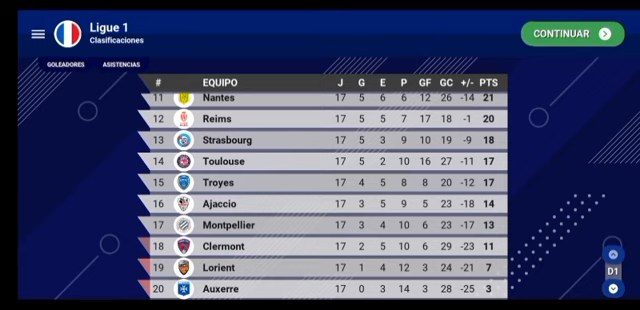 Ligue 1
Clasificaciones
CONTINUAR
GOLEADORES ASISTENCIAS
# EQUIPO J G E P GF GC +/- PTS
11 Nantes 17 5 6 6 12 26 -14 21
12 Reims 17 5 5 7 17 18 -1 20
13 Strasbourg 17 5 3 9 10 19 -9 18
14 Toulouse 17 5 2 10 16 27 -11 17
15 Troyes 17 4 5 8 8 20 -12 17
16 Ajaccio 17 3 5 9 5 23 -18 14
17 Montpellier 17 3 4 10 6 23 -17 13
18 Clermont 17 2 5 10 6 29 -23 11
19 Lorient 17 1 4 12 3 24 -21 7
20 Auxerre 17 0 3 14 3 28 -25 3
D1